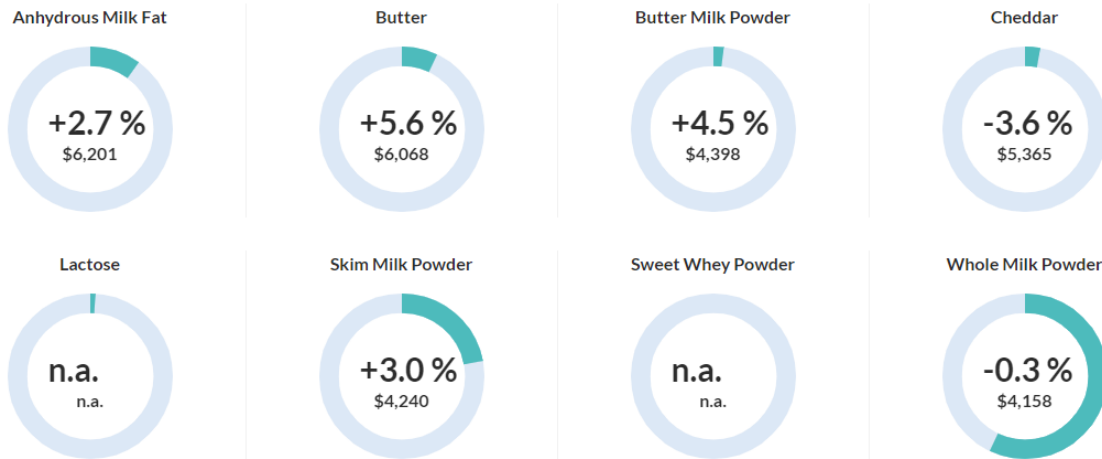 Anhydrous Milk Fat
+2.7 %
$6,201
Butter
+5.6 %
$6,068
Butter Milk Powder
+4.5 %
$4,398
Cheddar
-3.6 %
$5,365
Lactose
n.a.
n.a.
Skim Milk Powder
+3.0 %
$4,240
Sweet Whey Powder
n.a.
n.a.
Whole Milk Powder
-0.3 %
$4,158